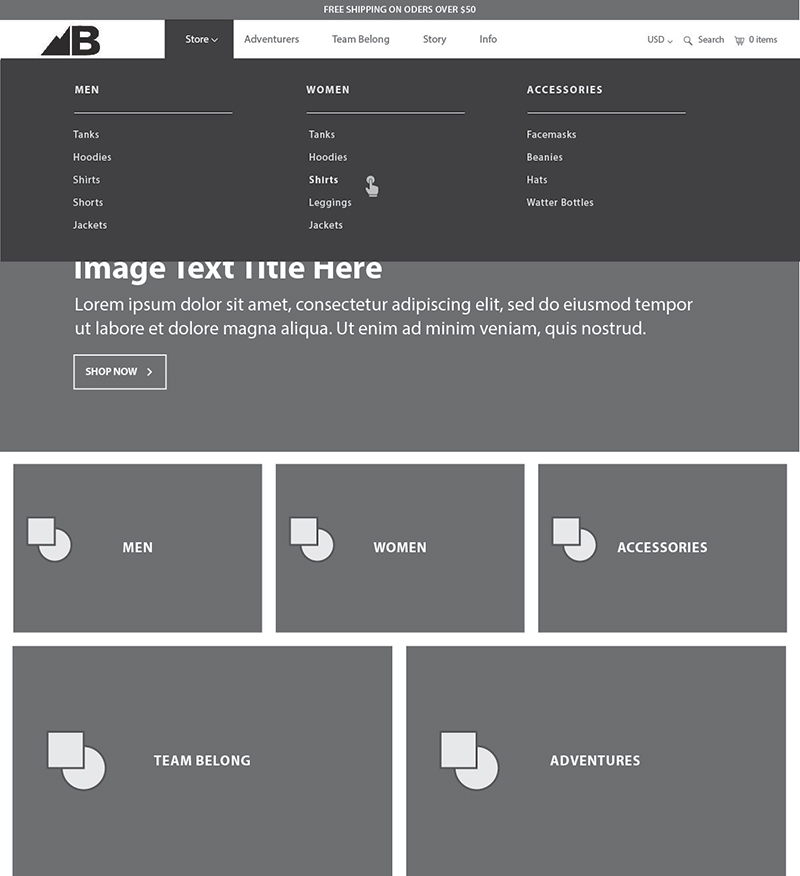 FREE SHIPPING ON ODERS OVER $50
B
Store Adventurers Team Belong Story Info USD Search 0 items
MEN
Tanks
Hoodies
Shirts
Shorts
Jackets
WOMEN
Tanks
Hoodies
Shirts
Leggings
Jackets
ACCESSORIES
Facemasks
Beanies
Hats
Watter Bottles
Image Text Title Here
Lorem ipsum dolor sit amet, consectetur adipiscing elit, sed do eiusmod tempor
ut labore et dolore magna aliqua. Ut enim ad minim veniam, quis nostrud.
SHOP NOW
MEN
WOMEN
ACCESSORIES
TEAM BELONG
ADVENTURES